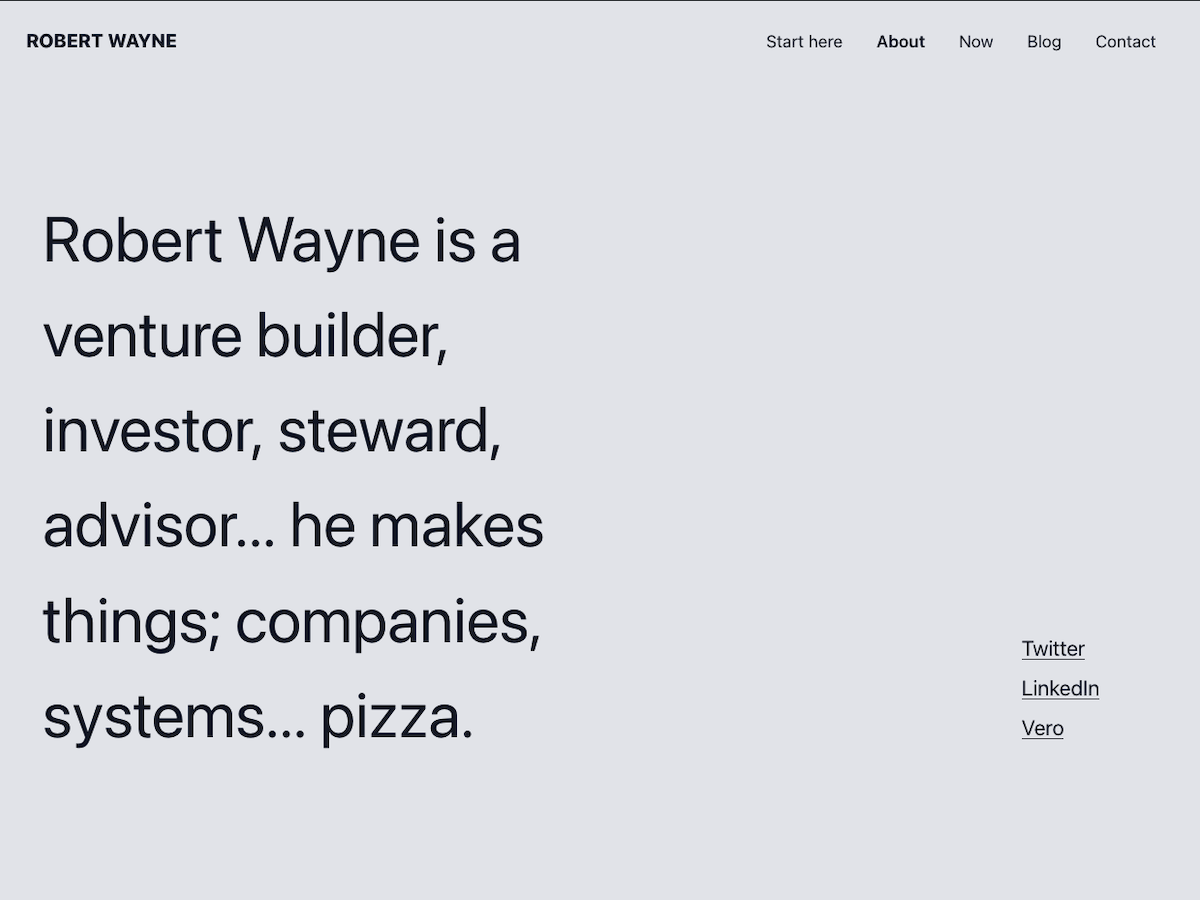 ROBERT WAYNE
Start here About Now Blog Contact
Robert Wayne is a
venture builder,
investor, steward,
advisor... he makes
things; companies,
systems... pizza.
Twitter
LinkedIn
Vero